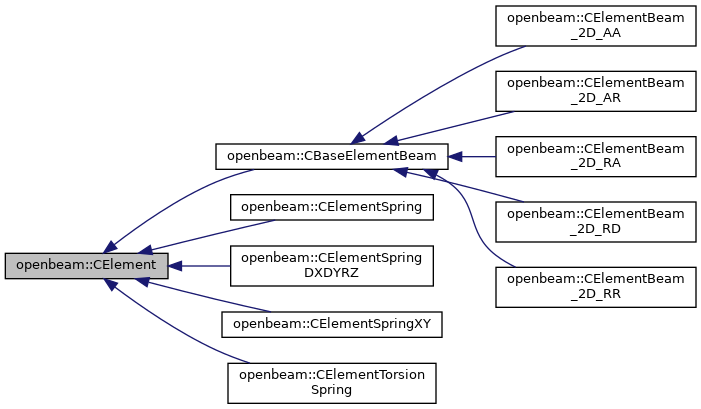 openbeam::CElement
openbeam::CBaseElementBeam
openbeam::CElementSpring
openbeam::CElementSpring
DXDYRZ
openbeam::CElementSpringXY
openbeam::CElementTorsion
Spring
openbeam::CElementBeam
_2D_AA
openbeam::CElementBeam
_2D_AR
openbeam::CElementBeam
_2D_RA
openbeam::CElementBeam
_2D_RD
openbeam::CElementBeam
_2D_RR